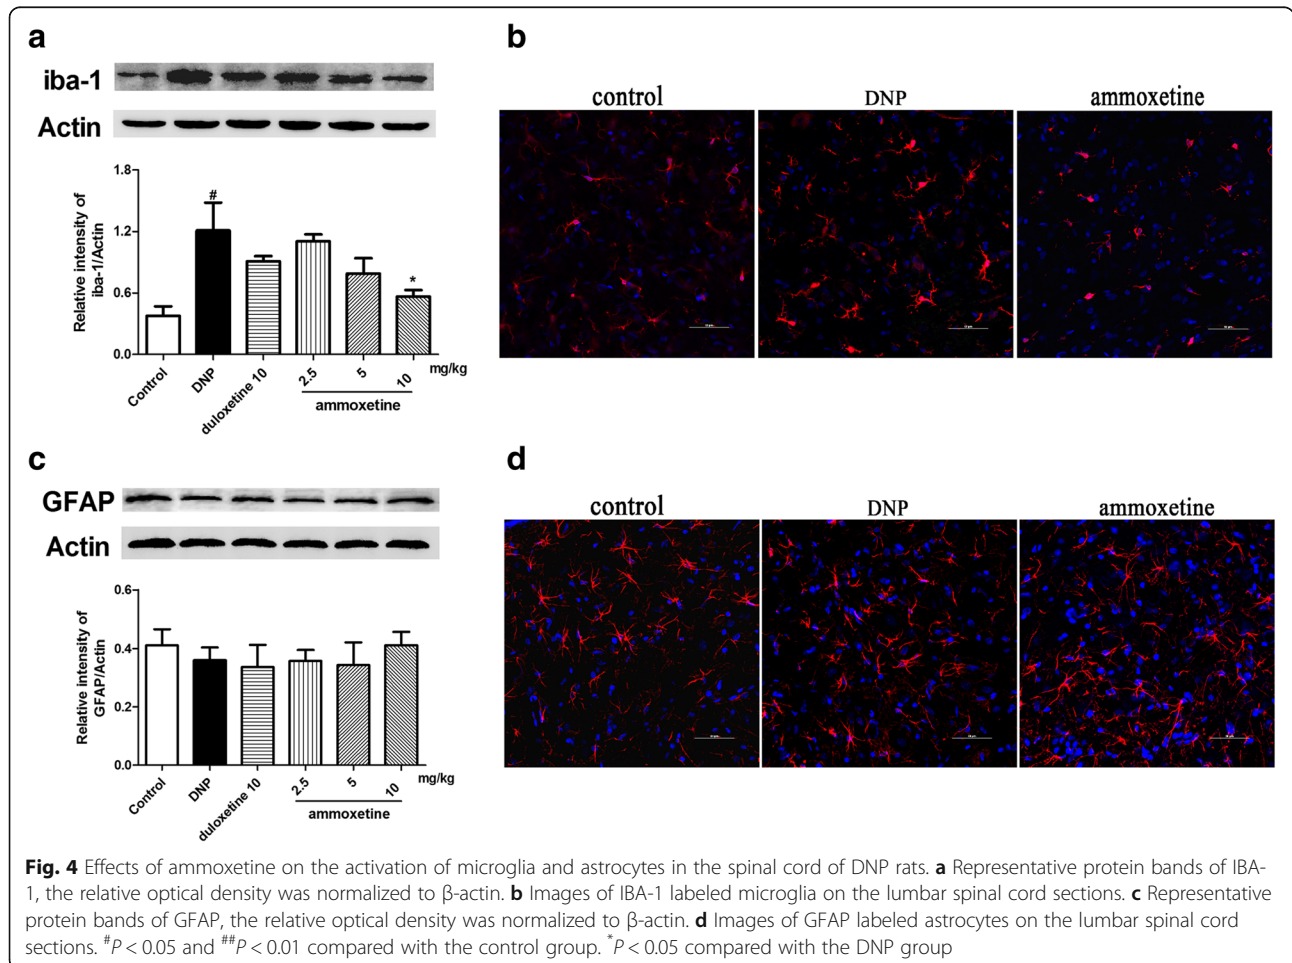 a
iba-1
Actin
Relative intensity of
iba-1/Actin
1.8
1.2
0.6
0.0
#
*
Control
DNP
duloxetine 10
2.5
5
10
mg/kg
ammoxetine
b
control
DNP
ammoxetine
c
GFAP
Actin
Relative intensity of
GFAP/Actin
0.6
0.4
0.2
0.0
Control
DNP
duloxetine 10
2.5
5
10
mg/kg
ammoxetine
d
control
DNP
ammoxetine
Fig. 4 Effects of ammoxetine on the activation of microglia and astrocytes in the spinal cord of DNP rats. a Representative protein bands of IBA-
1, the relative optical density was normalized to β-actin. b Images of IBA-1 labeled microglia on the lumbar spinal cord sections. c Representative
protein bands of GFAP, the relative optical density was normalized to β-actin. d Images of GFAP labeled astrocytes on the lumbar spinal cord
sections. #P < 0.05 and ##P < 0.01 compared with the control group. *P < 0.05 compared with the DNP group